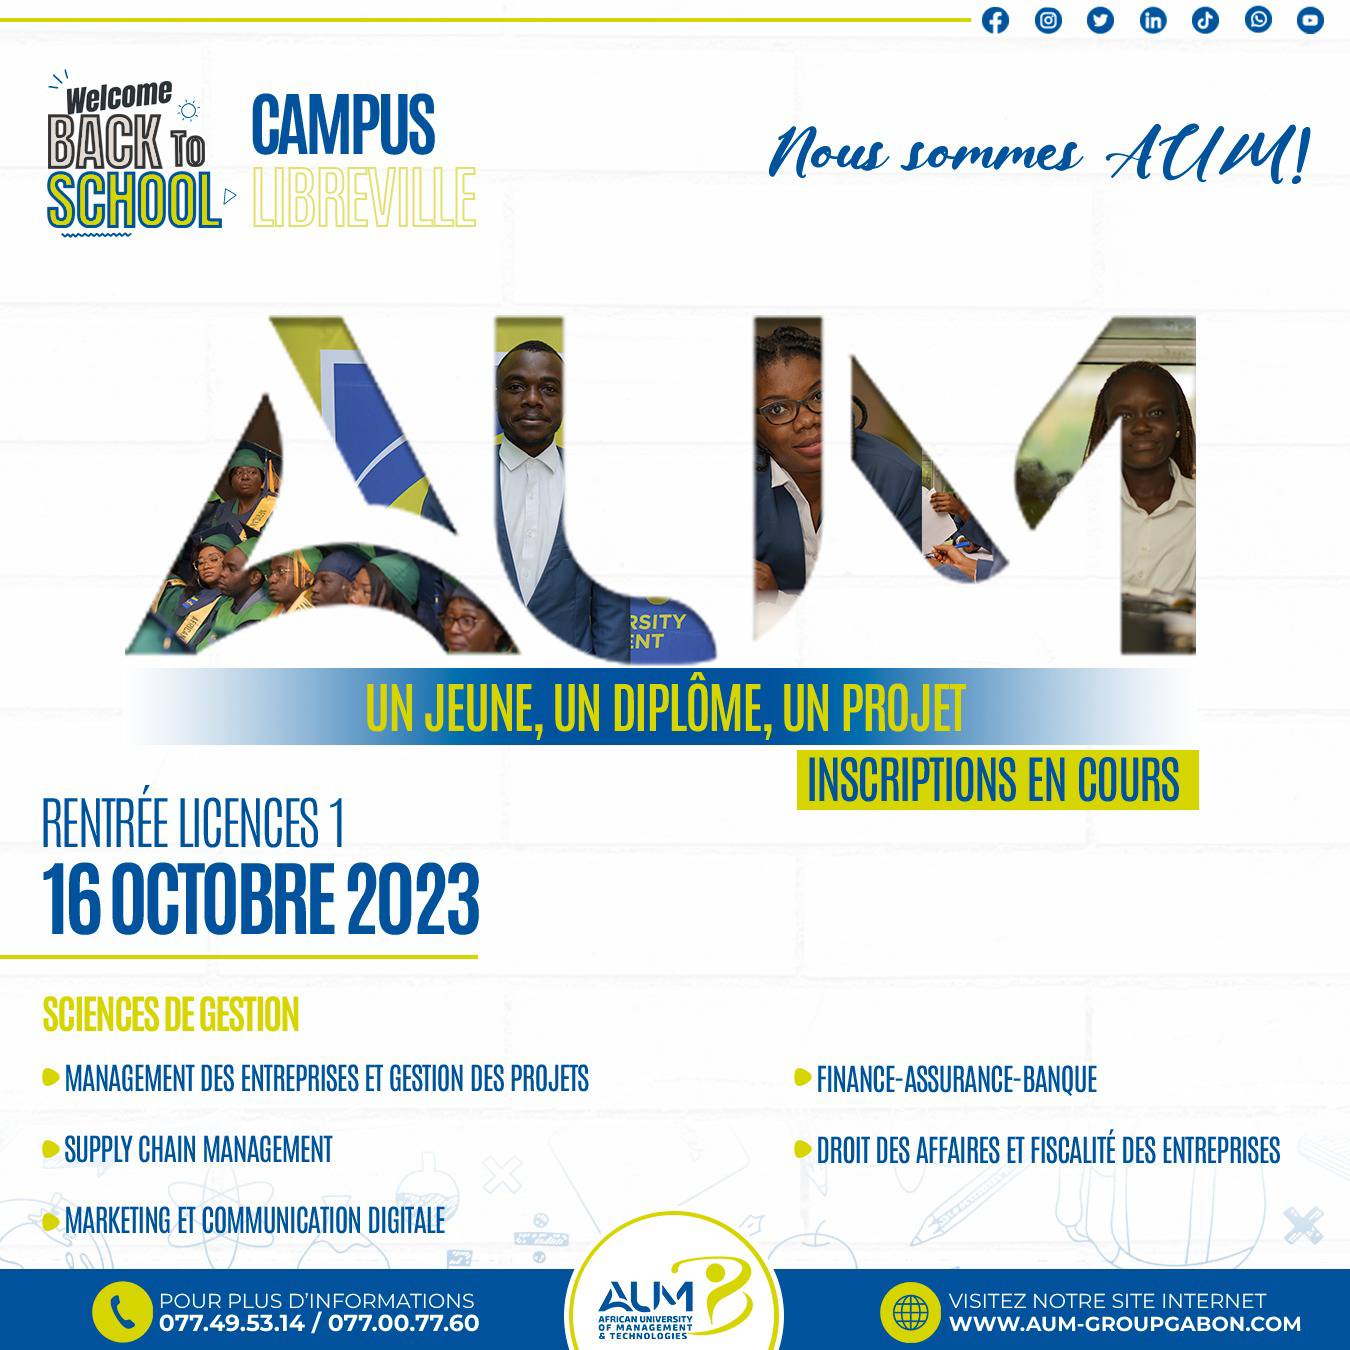 Welcome
BACK TO
SCHOOL
CAMPUS
LIBREVILLE
Nous sommes AUM!
AUM
RSITY
ENT
UN JEUNE, UN DIPLÔME, UN PROJET
INSCRIPTIONS EN COURS
RENTRÉE LICENCES 1
16 OCTOBRE 2023
SCIENCES DE GESTION
MANAGEMENT DES ENTREPRISES ET GESTION DES PROJETS
SUPPLY CHAIN MANAGEMENT
MARKETING ET COMMUNICATION DIGITALE
FINANCE-ASSURANCE-BANQUE
DROIT DES AFFAIRES ET FISCALITÉ DES ENTREPRISES
POUR PLUS D'INFORMATIONS
077.49.53.14 / 077.00.77.60
AUM
AFRICAN UNIVERSITY
OF MANAGEMENT
& TECHNOLOGIES
VISITEZ NOTRE SITE INTERNET
WWW.AUM-GROUPGABON.COM